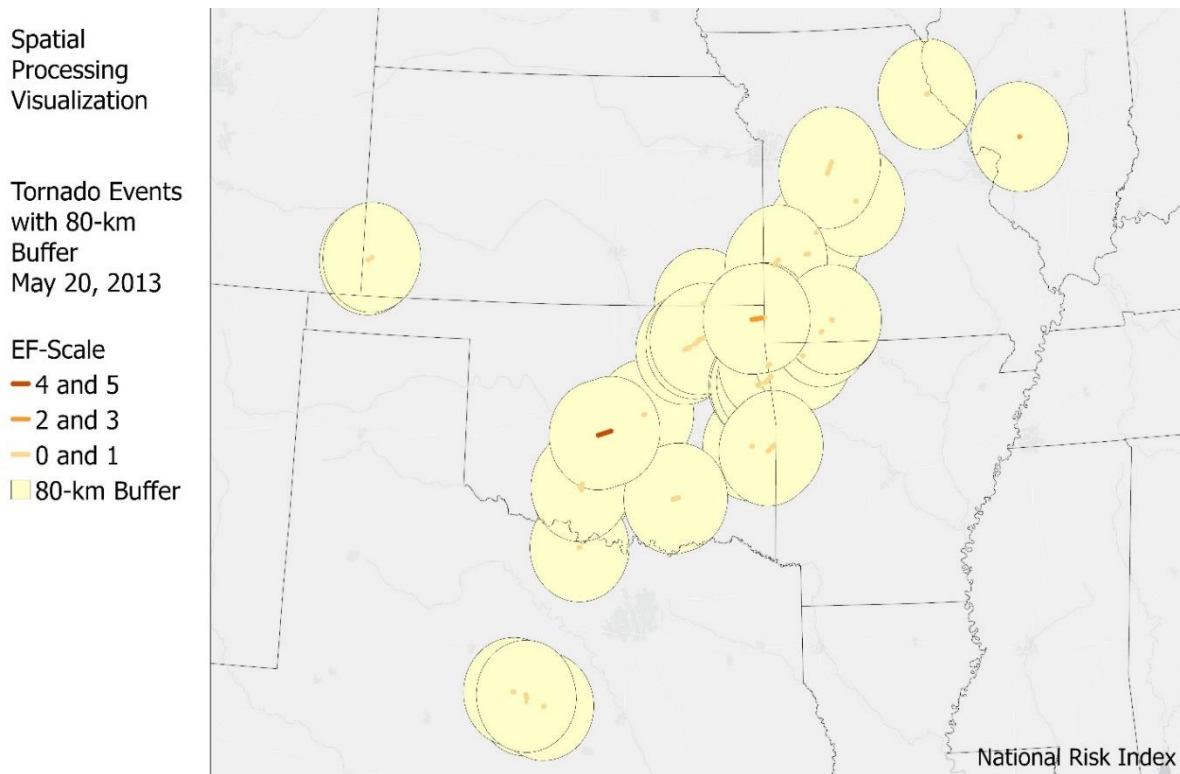 Spatial
Processing
Visualization
Tornado Events
with 80-km
Buffer
May 20, 2013
EF-Scale
4 and 5
2 and 3
0 and 1
80-km Buffer
National Risk Index